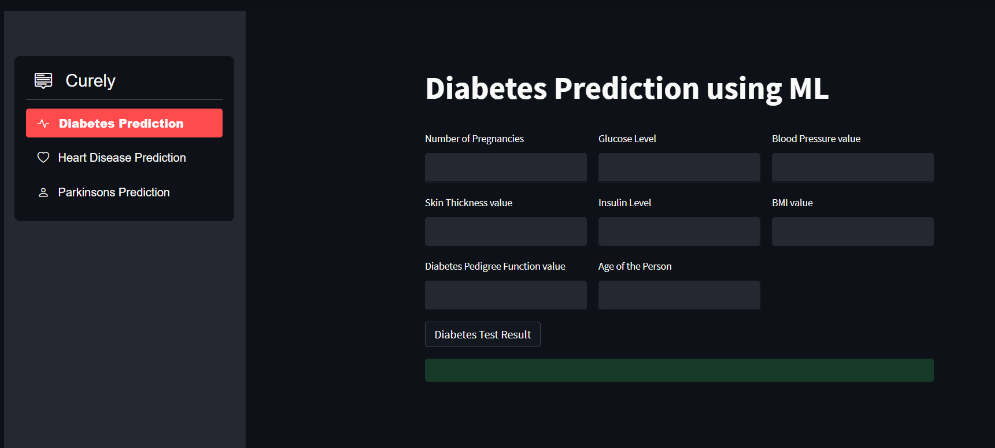 Curely
Diabetes Prediction
Heart Disease Prediction
Parkinsons Prediction
Diabetes Prediction using ML
Number of Pregnancies
Glucose Level
Blood Pressure value
Skin Thickness value
Insulin Level
BMI value
Diabetes Pedigree Function value
Age of the Person
Diabetes Test Result